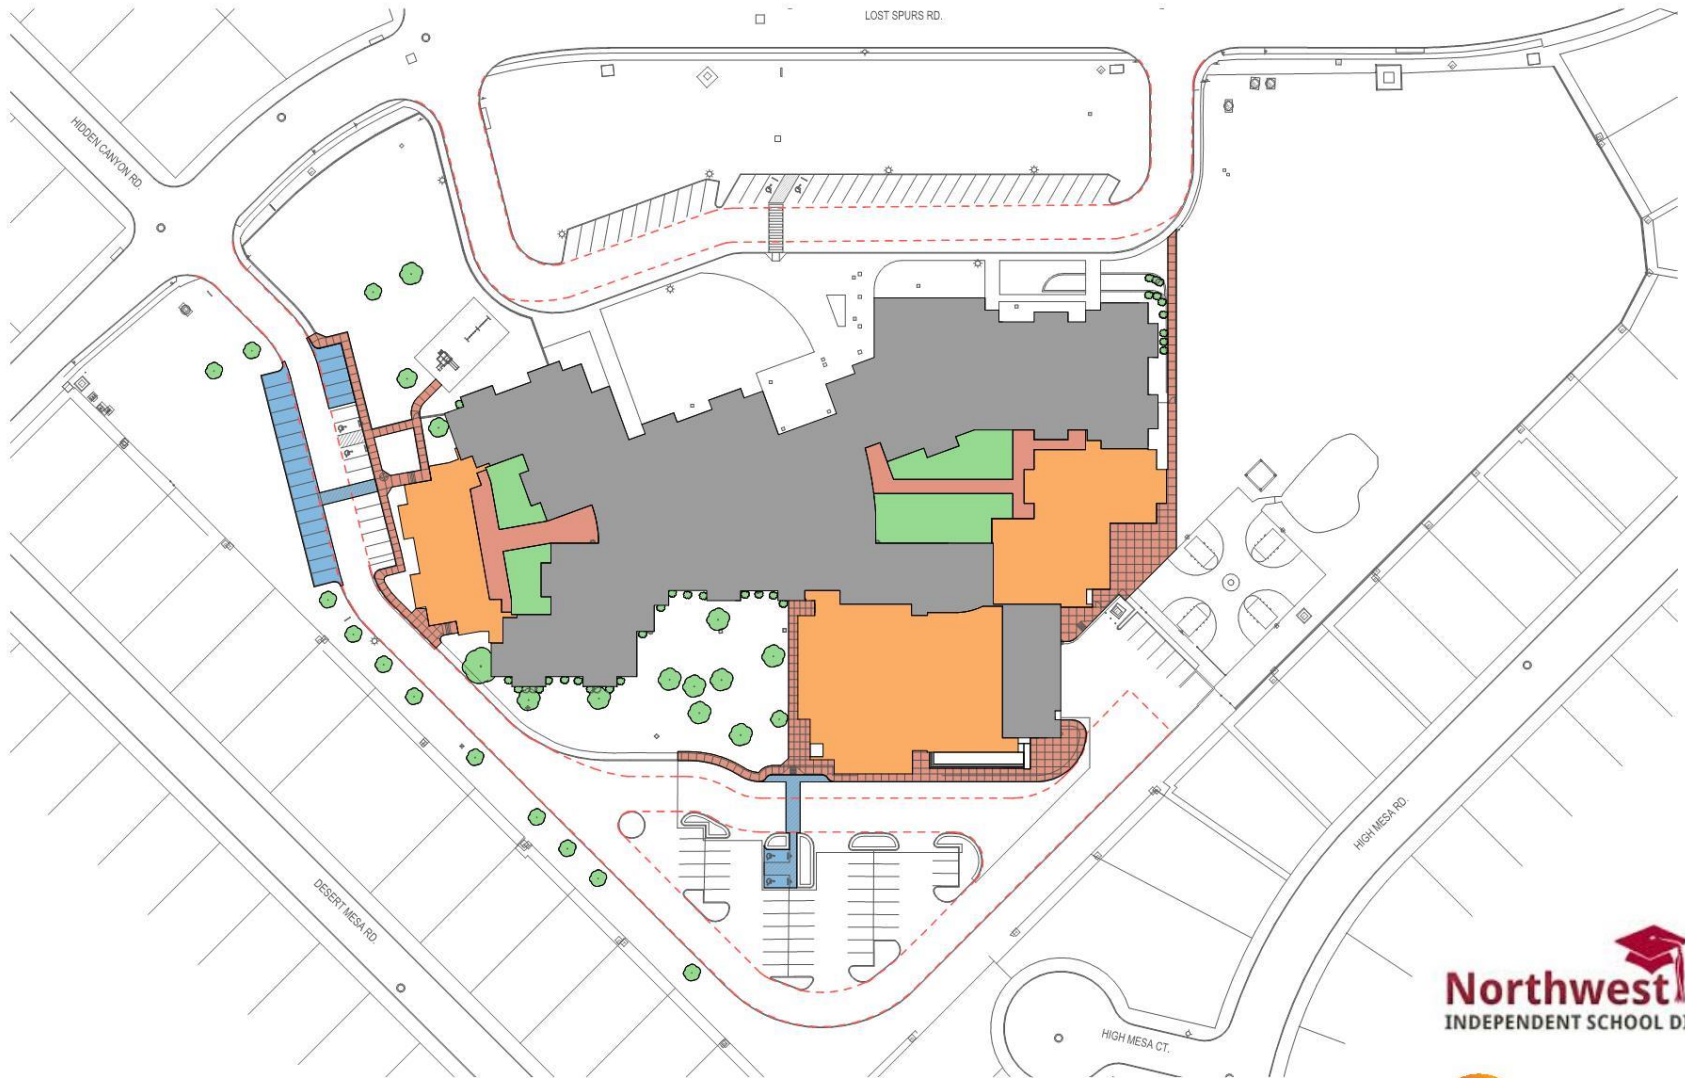 LOST SPURS RD.
HIDDEN CANYON RD.
DESERT MESA RD.
HIGH MESA RD.
HIGH MESA CT.
Northwest
INDEPENDENT SCHOOL DI